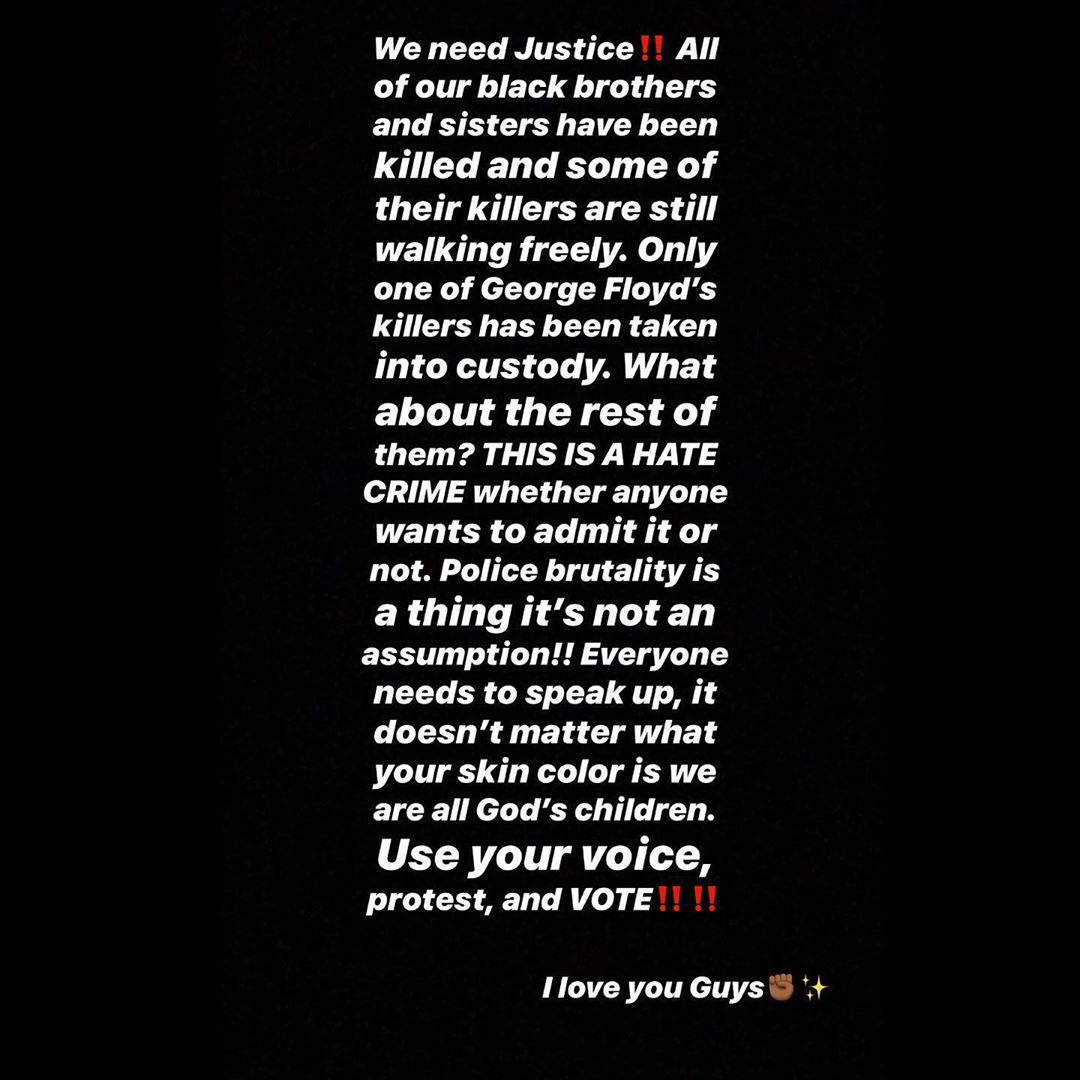 We need Justice‼️ All
of our black brothers
and sisters have been
killed and some of
their killers are still
walking freely. Only
one of George Floyd’s
killers has been taken
into custody. What
about the rest of
them? THIS IS A HATE
CRIME whether anyone
wants to admit it or
not. Police brutality is
a thing it’s not an
assumption!! Everyone
needs to speak up, it
doesn’t matter what
your skin color is we
are all God’s children.
Use your voice,
protest, and VOTE‼️ ‼️
I love you Guys✊🏾✨